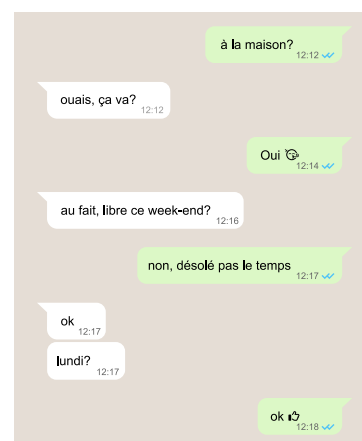 à la maison?
12:12
ouais, ça va?
12:12
Oui
12:14
au fait, libre ce week-end?
12:16
non, désolé pas le temps
12:17
ok
12:17
lundi?
12:17
ok 👍
12:18